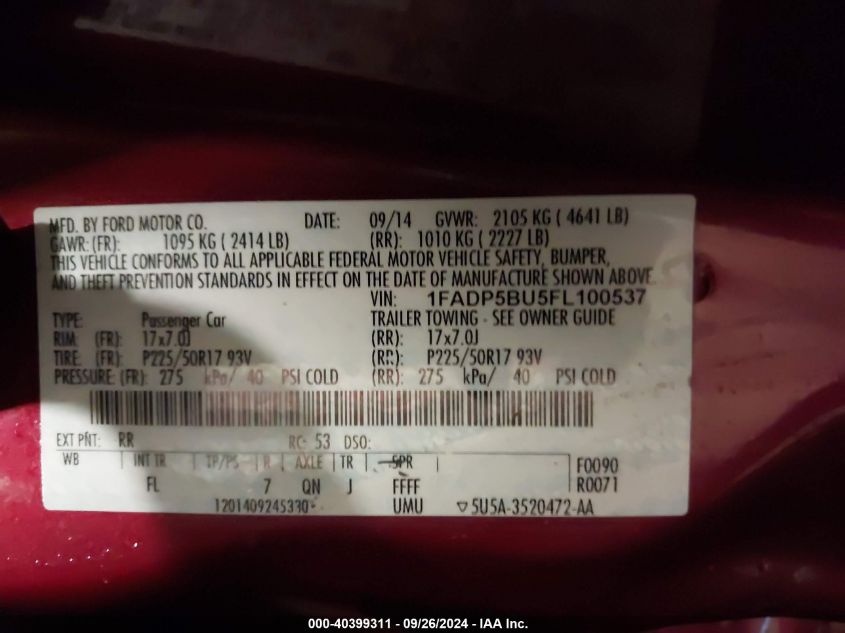 MFD. BY FORD MOTOR CO. DATE: 09/14 GVWR: 2105 KG ( 4641 LB)
GAWR: (FR): 1095 KG ( 2414 LB) (RR): 1010 KG ( 2227 LB)
THIS VEHICLE CONFORMS TO ALL APPLICABLE FEDERAL MOTOR VEHICLE SAFETY, BUMPER,
AND THEFT PREVENTION STANDARDS IN EFFECT ON THE DATE OF MANUFACTURE SHOWN ABOVE.
VIN: 1FADP5BU5FL100537
TYPE: Passenger Car TRAILER TOWING - SEE OWNER GUIDE
RIM: (FR): 17x7.0J (RR): 17x7.0J
TIRE: (FR): P225/50R17 93V (RR): P225/50R17 93V
PRESSURE: (FR): 275 kPa/ 40 PSI COLD (RR): 275 kPa/ 40 PSI COLD
EXT PNT: RR RC: 53 DSO:
WB INT TR TP/PS R AXLE TR SPR F0090
FL 7 QN J FFFF R0071
1201409245330 UMU ▽ 5U5A-3520472-AA
000-40399311 - 09/26/2024 - IAA Inc.